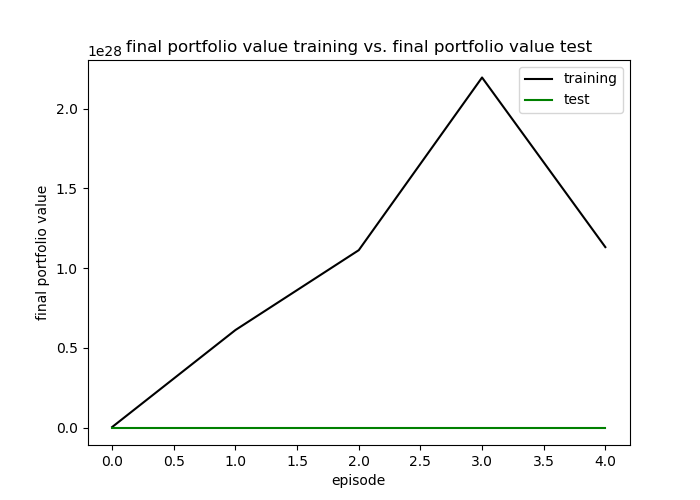 final portfolio value training vs. final portfolio value test
1e28
training
test
2.0
1.5
1.0
0.5
0.0
final portfolio value
0.0 0.5 1.0 1.5 2.0 2.5 3.0 3.5 4.0
episode